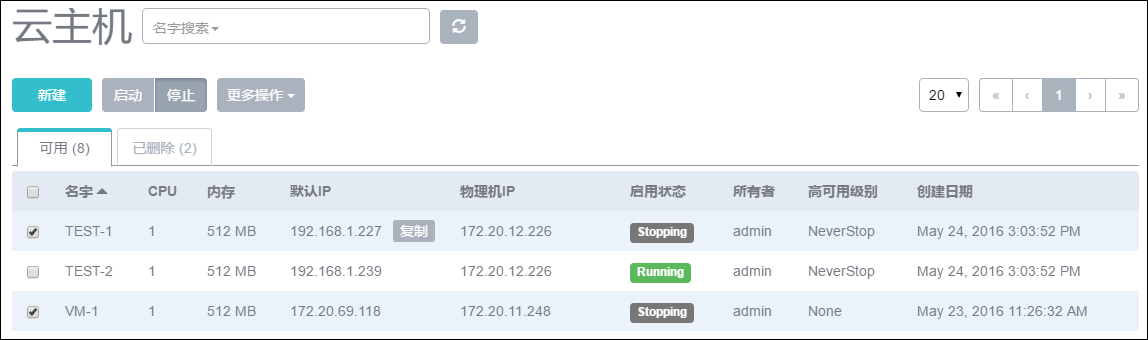 云主机 名字搜索
新建 启动 停止 更多操作 20 « ‹ 1 › »
可用 (8) 已删除 (2)
名字 CPU 内存 默认IP 物理机IP 启用状态 所有者 高可用级别 创建日期
TEST-1 1 512 MB 192.168.1.227 复制 172.20.12.226 Stopping admin NeverStop May 24, 2016 3:03:52 PM
TEST-2 1 512 MB 192.168.1.239 172.20.12.226 Running admin NeverStop May 24, 2016 3:03:52 PM
VM-1 1 512 MB 172.20.69.118 172.20.11.248 Stopping admin None May 23, 2016 11:26:32 AM